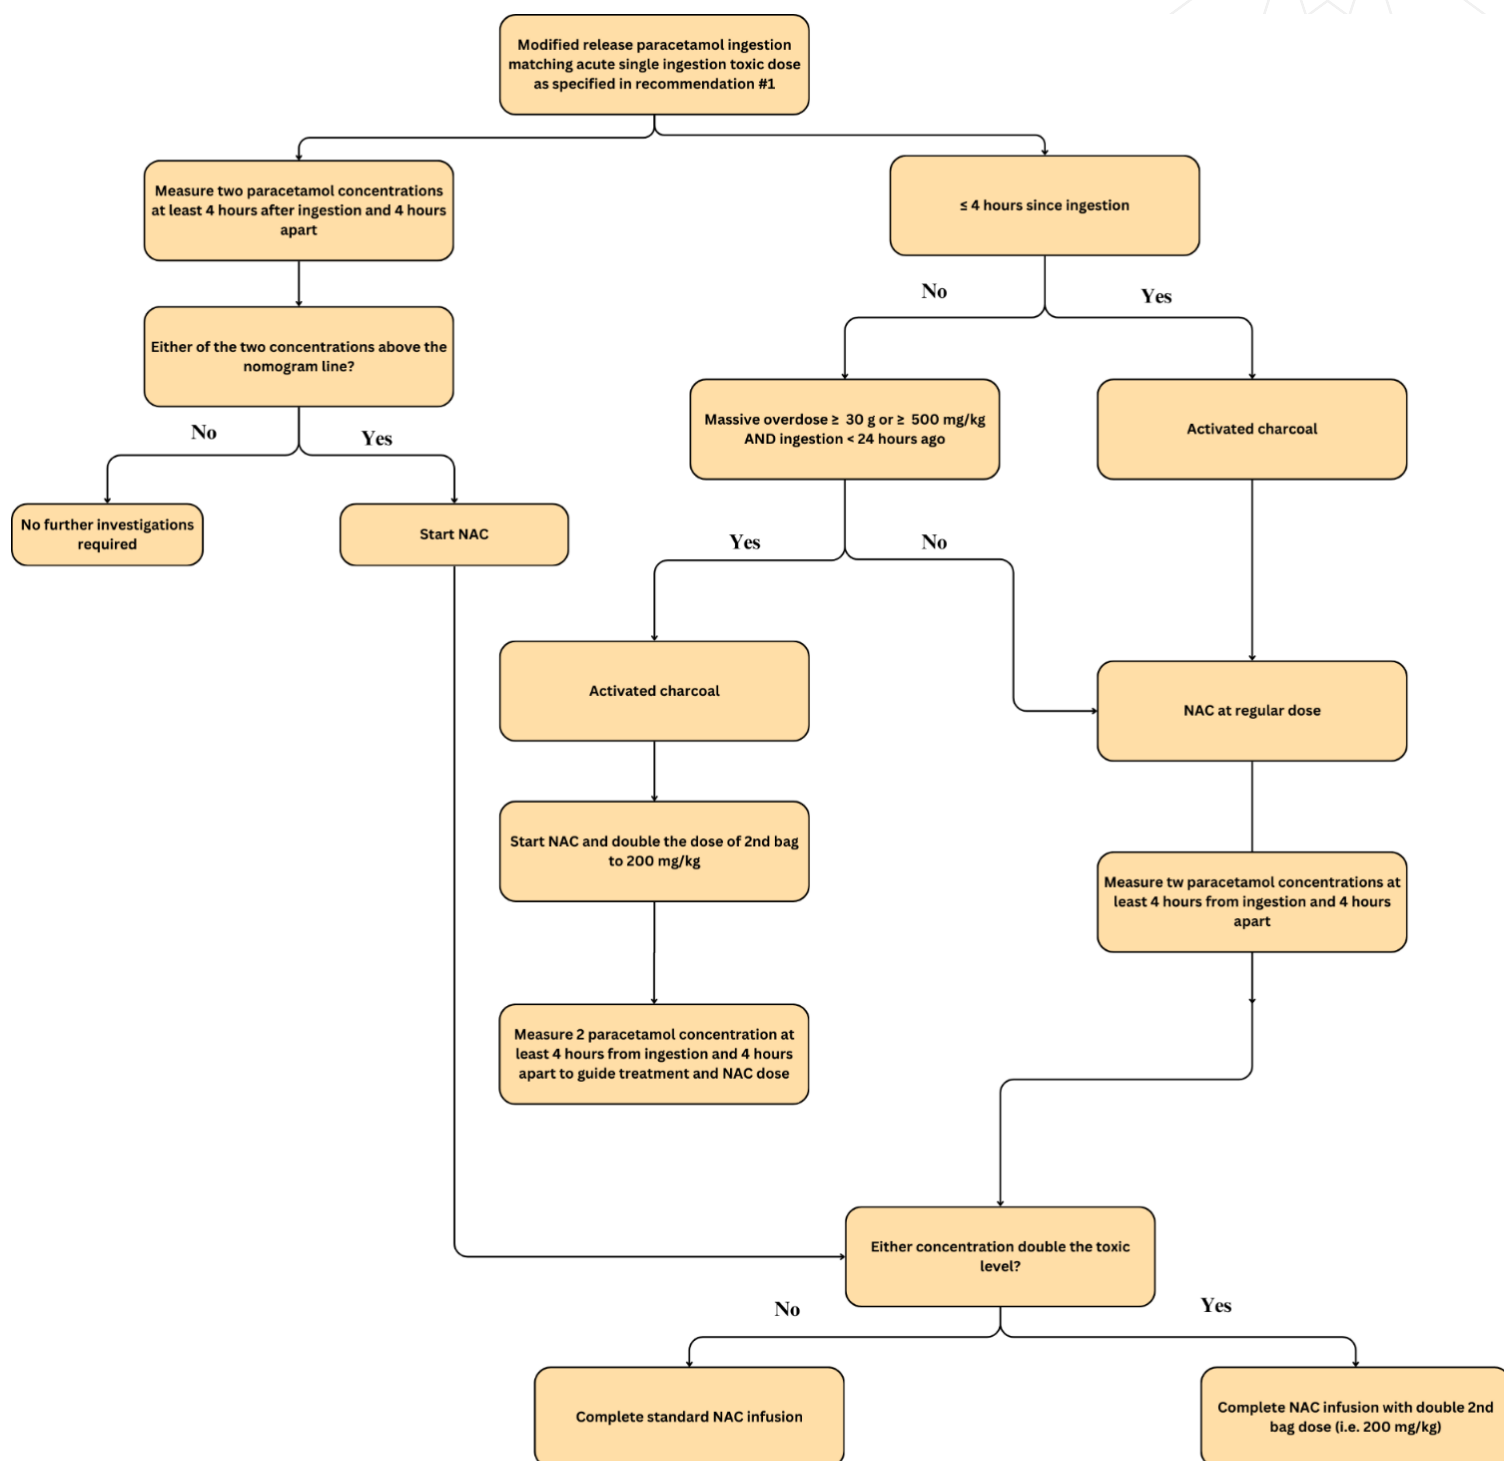 Modified release paracetamol ingestion
matching acute single ingestion toxic dose
as specified in recommendation #1
Measure two paracetamol concentrations
at least 4 hours after ingestion and 4 hours
apart
≤ 4 hours since ingestion
No
Yes
Either of the two concentrations above the
nomogram line?
Massive overdose ≥ 30 g or ≥ 500 mg/kg
AND ingestion < 24 hours ago
Activated charcoal
No
Yes
No further investigations
required
Start NAC
Yes
No
Activated charcoal
NAC at regular dose
Start NAC and double the dose of 2nd bag
to 200 mg/kg
Measure tw paracetamol concentrations at
least 4 hours from ingestion and 4 hours
apart
Measure 2 paracetamol concentration at
least 4 hours from ingestion and 4 hours
apart to guide treatment and NAC dose
Either concentration double the toxic
level?
No
Yes
Complete standard NAC infusion
Complete NAC infusion with double 2nd
bag dose (i.e. 200 mg/kg)